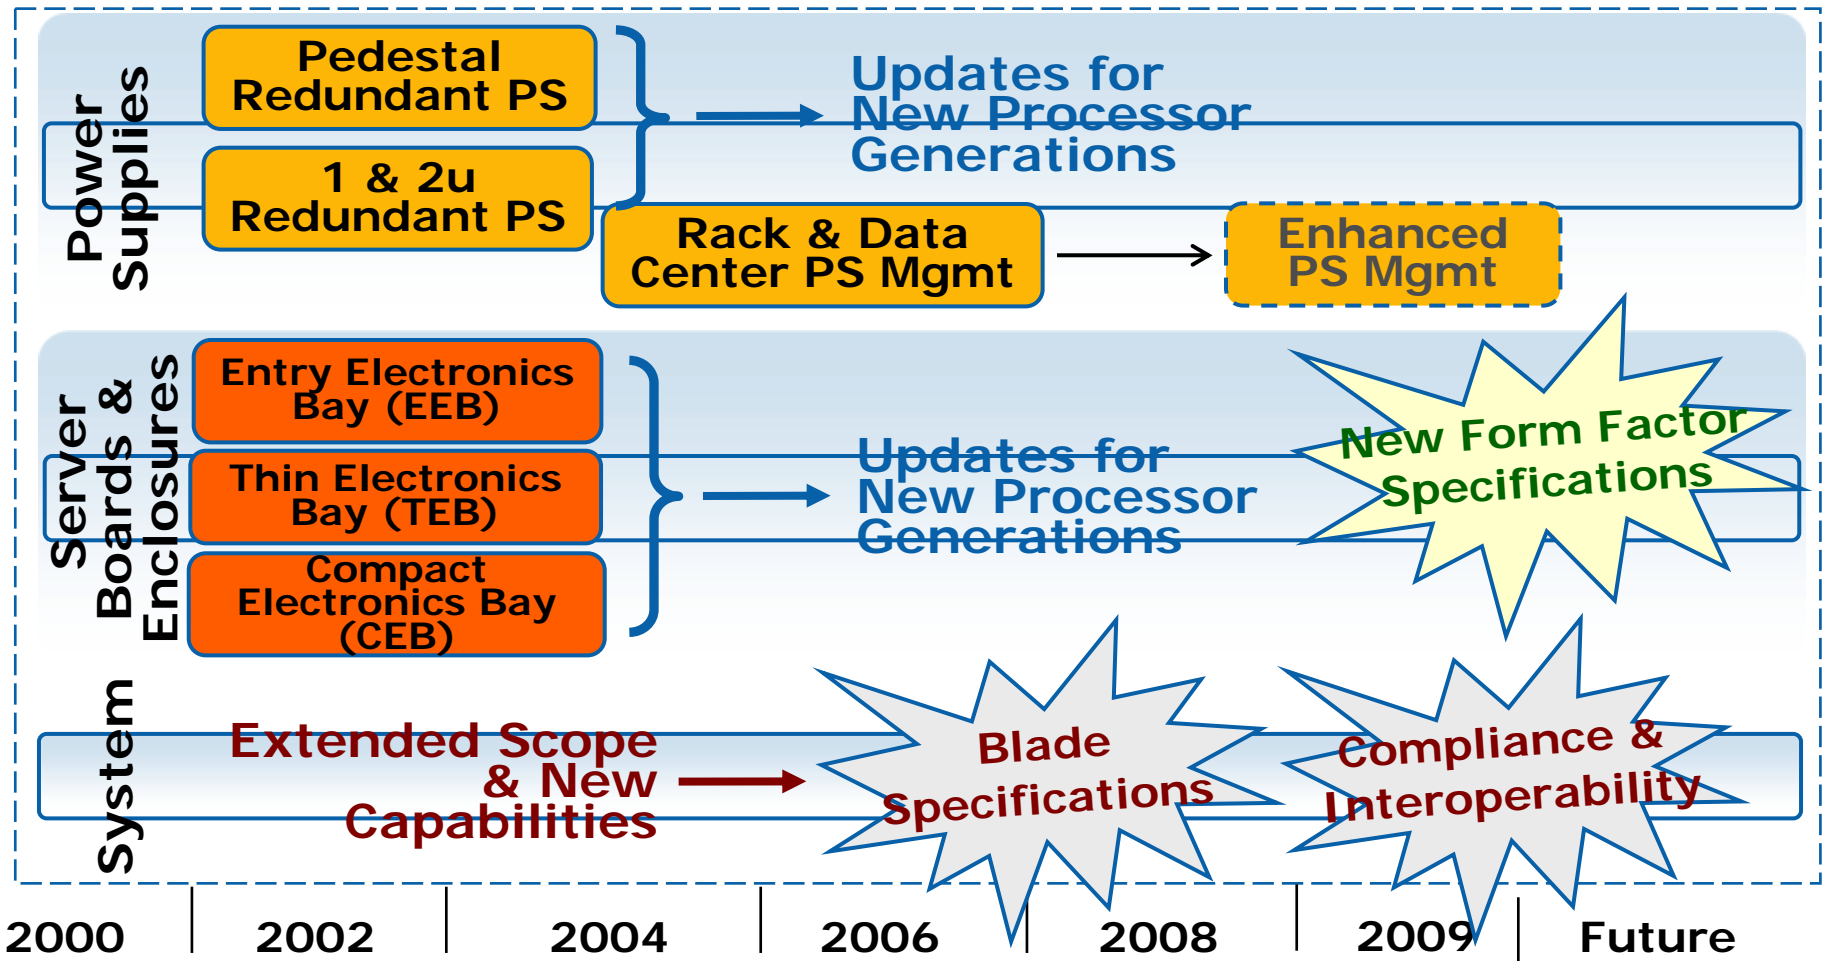 Power
Supplies
Pedestal
Redundant PS
1 & 2u
Redundant PS
Updates for
New Processor
Generations
Rack & Data
Center PS Mgmt
Enhanced
PS Mgmt
Server
Boards &
Enclosures
Entry Electronics
Bay (EEB)
Thin Electronics
Bay (TEB)
Compact
Electronics Bay
(CEB)
Updates for
New Processor
Generations
New Form Factor
Specifications
System
Extended Scope
& New
Capabilities
Blade
Specifications
Compliance &
Interoperability
2000 2002 2004 2006 2008 2009 Future